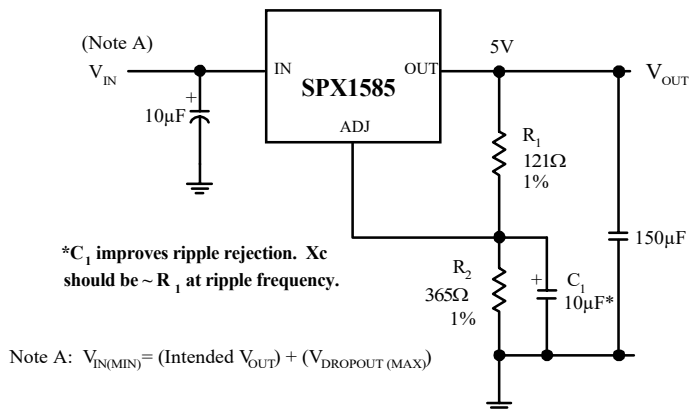 (Note A)
V_IN
IN
OUT
SPX1585
ADJ
5V
V_OUT
+
10µF
R_1
121Ω
1%
150µF
*C_1 improves ripple rejection. Xc
should be ~ R_1 at ripple frequency.
R_2
365Ω
1%
+
C_1
10µF*
Note A: V_IN(MIN)= (Intended V_OUT) + (V_DROPOUT (MAX))